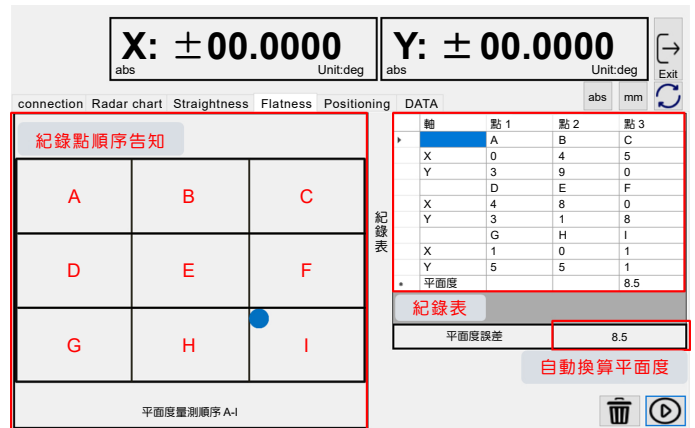 X: ±00.0000
abs
Unit:deg
Y: ±00.0000
abs
Unit:deg
Exit
connection Radar chart Straightness Flatness Positioning DATA
abs mm
紀錄點順序告知
A B C
D E F
G H I
平面度量測順序 A-I
紀錄表
軸 點 1 點 2 點 3
A B C
X 0 4 5
Y 3 9 0
D E F
X 4 8 0
Y 3 1 8
G H I
X 1 0 1
Y 5 5 1
平面度 8.5
紀錄表
平面度誤差 8.5
自動換算平面度